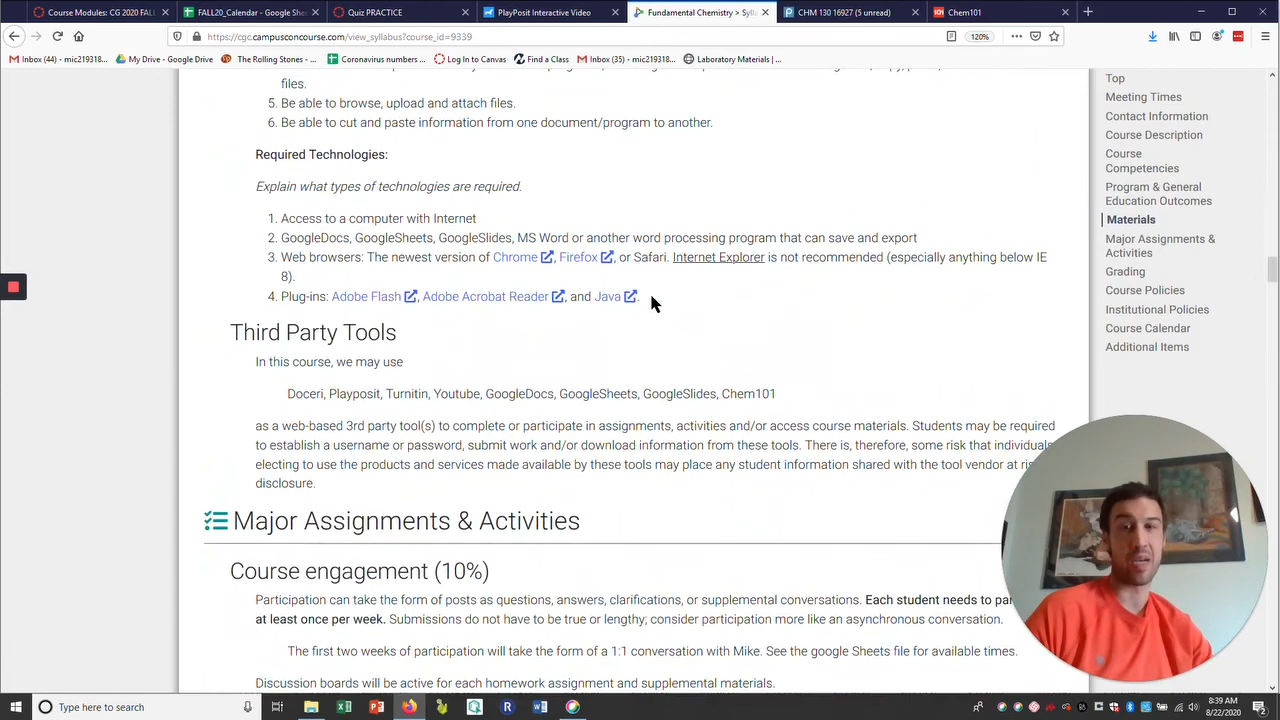 Course Modules: CG 2020 FALL
FALL20_Calendar - Google She
Quiz PRACTICE
PlayPosit Interactive Video
Fundamental Chemistry > Sylla
CHM 130 16927 (5 unread)
Chem101
https://cgc.campusconcourse.com/view_syllabus?course_id=9339
120%
Inbox (44) - mic219318...
My Drive - Google Drive
The Rolling Stones - ...
Coronavirus numbers ...
Log In to Canvas
Find a Class
Inbox (35) - mic219318...
Laboratory Materials | ...
files.
5. Be able to browse, upload and attach files.
6. Be able to cut and paste information from one document/program to another.
Required Technologies:
Explain what types of technologies are required.
1. Access to a computer with Internet
2. GoogleDocs, GoogleSheets, GoogleSlides, MS Word or another word processing program that can save and export
3. Web browsers: The newest version of Chrome, Firefox, or Safari. Internet Explorer is not recommended (especially anything below IE
8).
4. Plug-ins: Adobe Flash, Adobe Acrobat Reader, and Java.
Third Party Tools
In this course, we may use
Doceri, Playposit, Turnitin, Youtube, GoogleDocs, GoogleSheets, GoogleSlides, Chem101
as a web-based 3rd party tool(s) to complete or participate in assignments, activities and/or access course materials. Students may be required
to establish a username or password, submit work and/or download information from these tools. There is, therefore, some risk that individuals
electing to use the products and services made available by these tools may place any student information shared with the tool vendor at ri
disclosure.
Major Assignments & Activities
Course engagement (10%)
Participation can take the form of posts as questions, answers, clarifications, or supplemental conversations. Each student needs to par
at least once per week. Submissions do not have to be true or lengthy; consider participation more like an asynchronous conversation.
The first two weeks of participation will take the form of a 1:1 conversation with Mike. See the google Sheets file for available times.
Discussion boards will be active for each homework assignment and supplemental materials.
Top
Meeting Times
Contact Information
Course Description
Course
Competencies
Program & General
Education Outcomes
Materials
Major Assignments &
Activities
Grading
Course Policies
Institutional Policies
Course Calendar
Additional Items
Type here to search
8:39 AM
8/22/2020